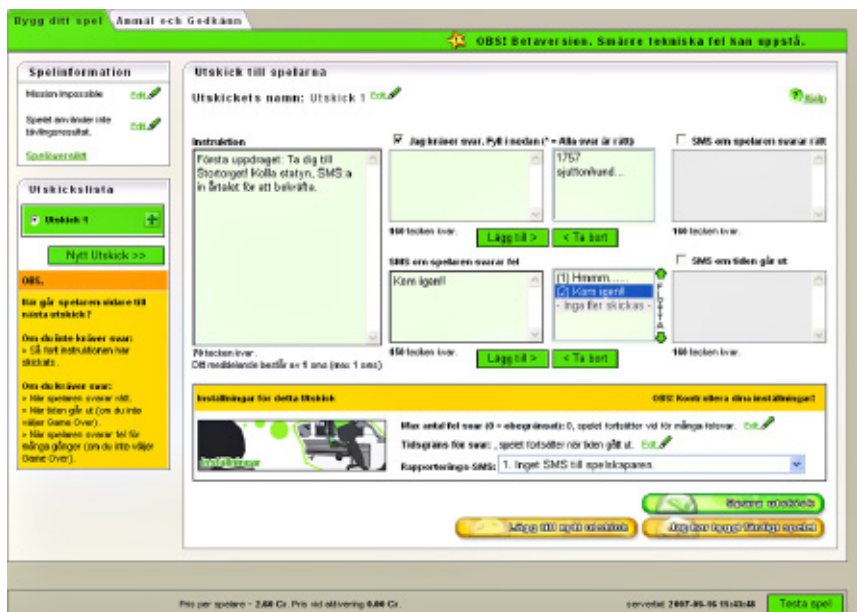 Bygg ditt spel
Anmäl och Godkänn
OBS! Betaversion. Smärre tekniska fel kan uppstå.
Spelinformation
Mission Impossible
Edit
Spelet använder inte
tävlingsresultat.
Edit
Spelöversikt
Utskickslista
Utskick 1
Nytt Utskick >>
OBS.
När går spelaren vidare till
nästa utskick?
Om du inte kräver svar:
» Så fort instruktionen har
skickats.
Om du kräver svar:
» När spelaren svarar rätt.
» När tiden går ut (om du inte
väljer Game Over).
» När spelaren svarar fel för
många gånger (om du inte väljer
Game Over).
Utskick till spelarna
Utskickets namn: Utskick 1
Edit
Hjälp
Instruktion
Första uppdraget: Ta dig till
Stortorget! Kolla statyn, SMS:a
in årtalet för att bekräfta.
70 tecken kvar.
Ditt meddelande består av 1 sms (max 1 sms)
Jag kräver svar. Fyll i nedan (* = Alla svar är rätt)
1757
sjuttonhund...
160 tecken kvar.
Lägg till >
< Ta bort
SMS om spelaren svarar rätt
160 tecken kvar.
SMS om spelaren svarar fel
Kom igen!!
(1) Hmmm......
(2) Kom igen!!
- Inga fler skickas -
FLYTTA
150 tecken kvar.
Lägg till >
< Ta bort
SMS om tiden går ut
160 tecken kvar.
Inställningar för detta Utskick
OBS! Kontrollera dina inställningar!
Inställningar
Max antal fel svar (0 = obegränsat): 0, spelet fortsätter vid för många felsvar. Edit
Tidsgräns för svar: , spelet fortsätter när tiden gått ut. Edit
Rapporterings-SMS: 1. Inget SMS till spelskaparen.
Spara utskick
Lägg till nytt utskick
Jag har byggt färdigt spelet
Pris per spelare - 2,60 Cr. Pris vid aktivering 0,00 Cr.
servertid: 2007-05-16 15:43:48
Testa spel